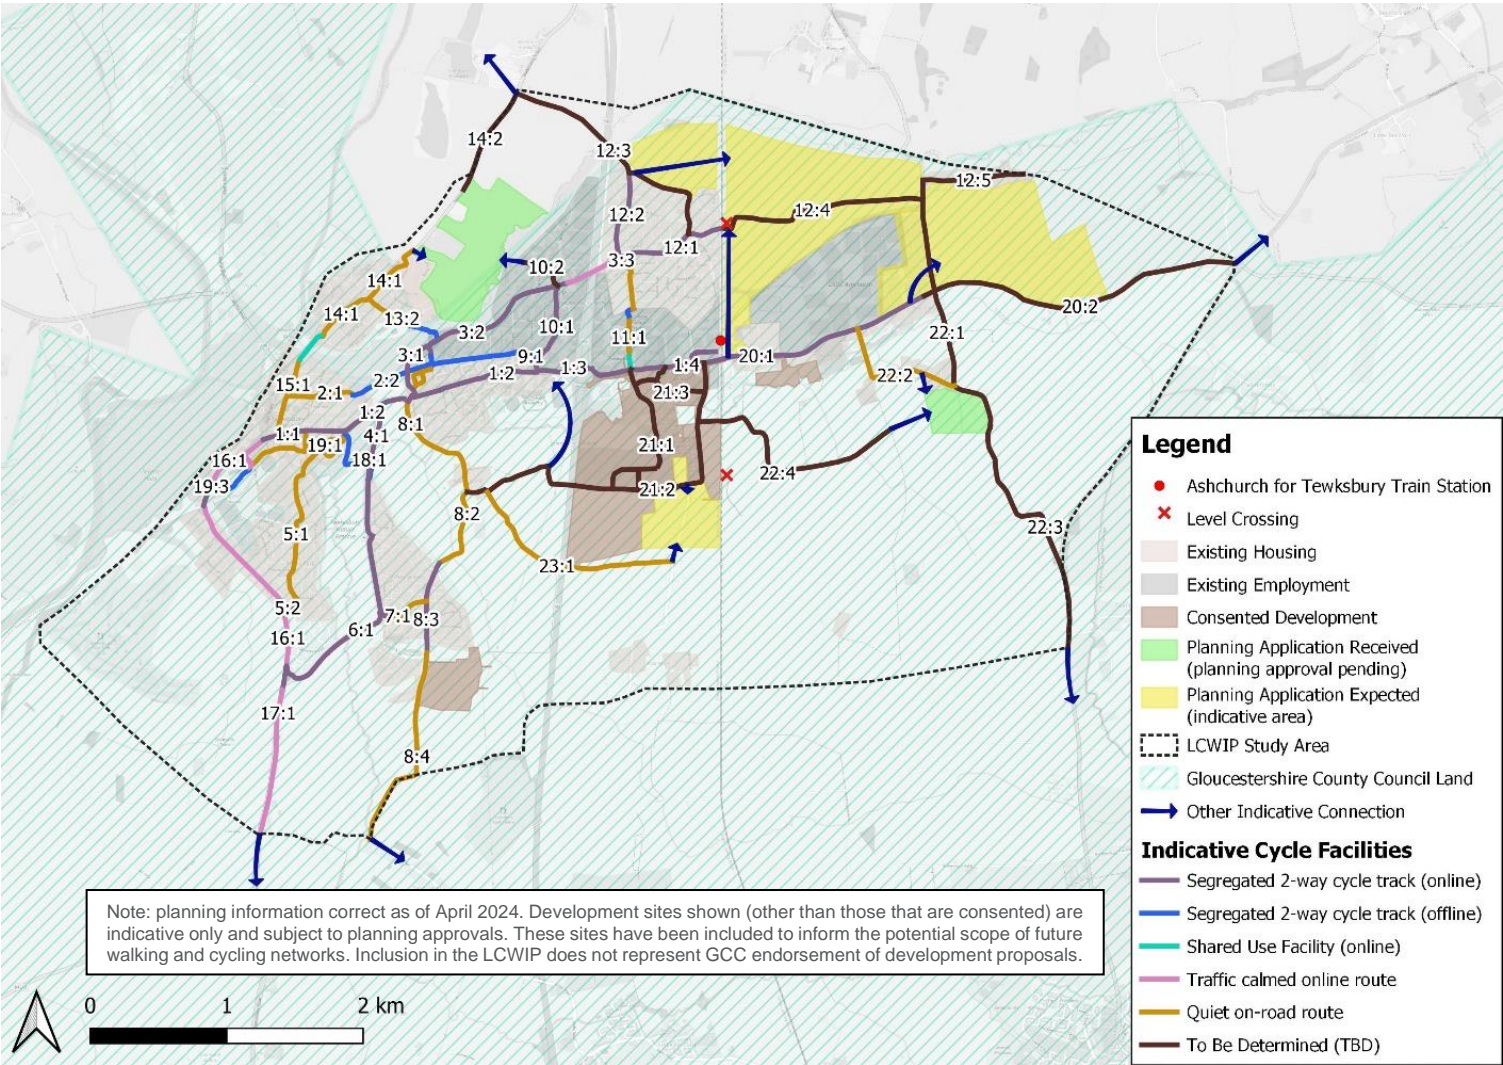 14:2
12:3
12:5
12:2
12:4
12:1
3:3
10:2
14:1
14:1
13:2
3:2
10:1
20:2
11:1
22:1
3:1
9:1
20:1
1:3
1:4
1:2
2:2
22:2
15:1
2:1
21:3
1:2
8:1
1:1
4:1
19:1
21:1
16:1
18:1
22:4
19:3
21:2
8:2
22:3
5:1
23:1
5:2
7:1
8:3
6:1
16:1
17:1
8:4
Legend
Ashchurch for Tewksbury Train Station
Level Crossing
Existing Housing
Existing Employment
Consented Development
Planning Application Received
(planning approval pending)
Planning Application Expected
(indicative area)
LCWIP Study Area
Gloucestershire County Council Land
Other Indicative Connection
Indicative Cycle Facilities
Segregated 2-way cycle track (online)
Segregated 2-way cycle track (offline)
Shared Use Facility (online)
Traffic calmed online route
Quiet on-road route
To Be Determined (TBD)
Note: planning information correct as of April 2024. Development sites shown (other than those that are consented) are
indicative only and subject to planning approvals. These sites have been included to inform the potential scope of future
walking and cycling networks. Inclusion in the LCWIP does not represent GCC endorsement of development proposals.
0 1 2 km